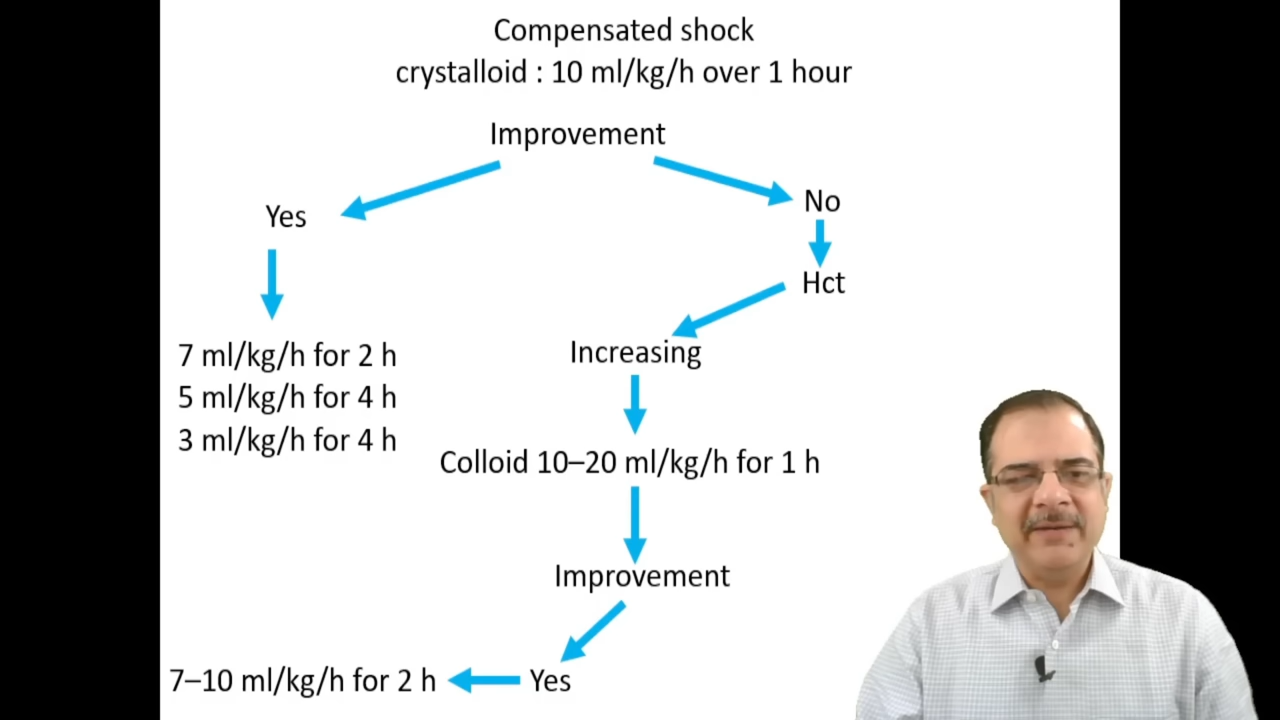 Compensated shock
crystalloid : 10 ml/kg/h over 1 hour
Improvement
Yes
No
Hct
7 ml/kg/h for 2 h
5 ml/kg/h for 4 h
3 ml/kg/h for 4 h
Increasing
Colloid 10–20 ml/kg/h for 1 h
Improvement
Yes
7–10 ml/kg/h for 2 h